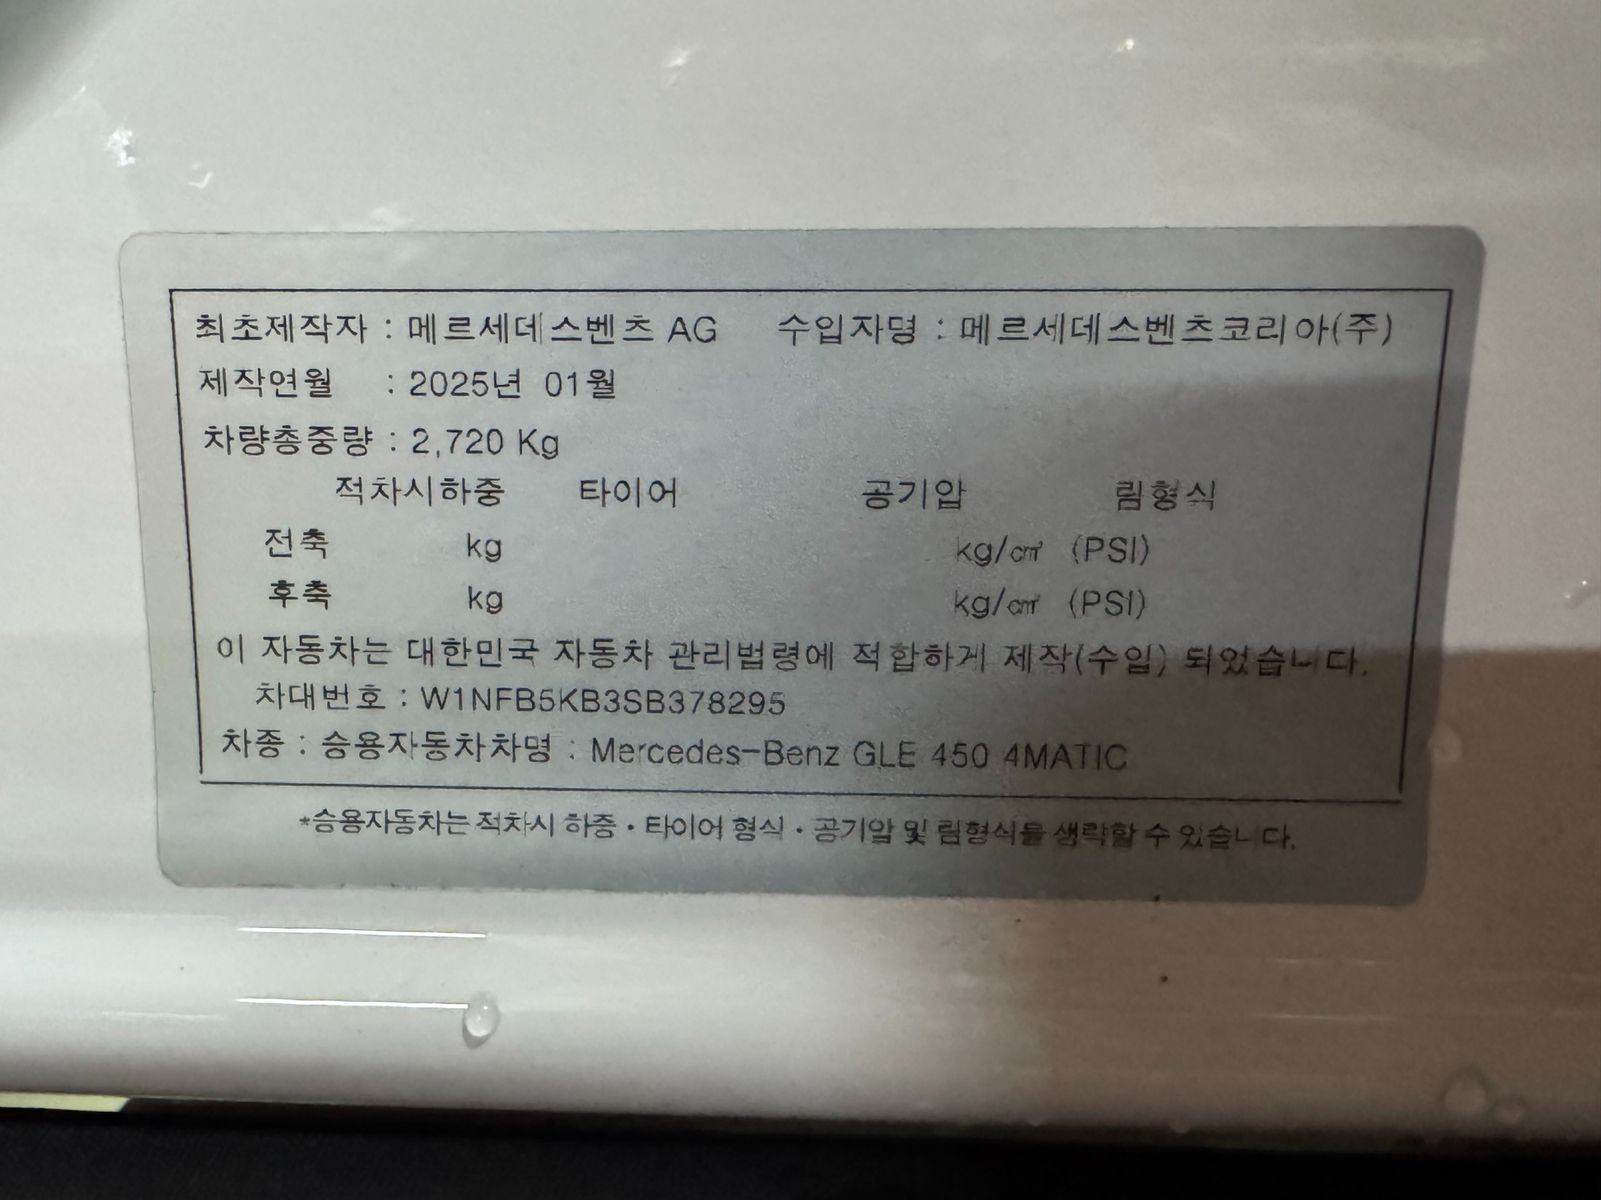 최초제작자 : 메르세데스벤츠 AG 수입자명 : 메르세데스벤츠코리아(주)
제작연월 : 2025년 01월
차량총중량 : 2,720 Kg
적차시하중 타이어 공기압 림형식
전축 kg kg/㎠ (PSI)
후축 kg kg/㎠ (PSI)
이 자동차는 대한민국 자동차 관리법령에 적합하게 제작(수입) 되었습니다.
차대번호 : W1NFB5KB3SB378295
차종 : 승용자동차차명 : Mercedes-Benz GLE 450 4MATIC
*승용자동차는 적차시 하중・타이어 형식・공기압 및 림형식을 생략할 수 있습니다.